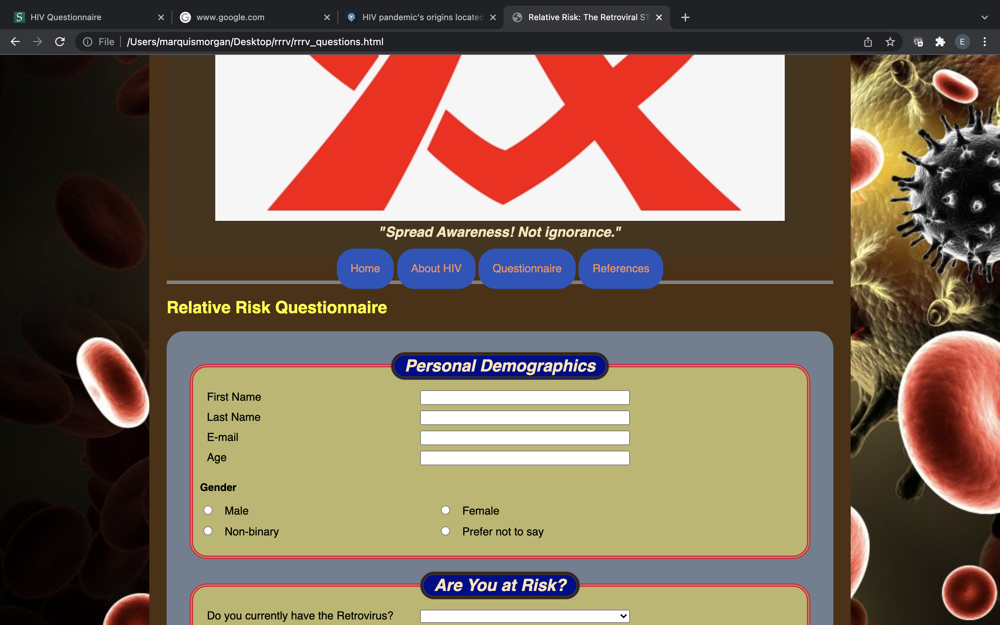 HIV Questionnaire
www.google.com
HIV pandemic's origins located
Relative Risk: The Retroviral ST
File
/Users/marquismorgan/Desktop/rrrv/rrrv_questions.html
E
"Spread Awareness! Not ignorance."
Home
About HIV
Questionnaire
References
Relative Risk Questionnaire
Personal Demographics
First Name
Last Name
E-mail
Age
Gender
Male
Female
Non-binary
Prefer not to say
Are You at Risk?
Do you currently have the Retrovirus?